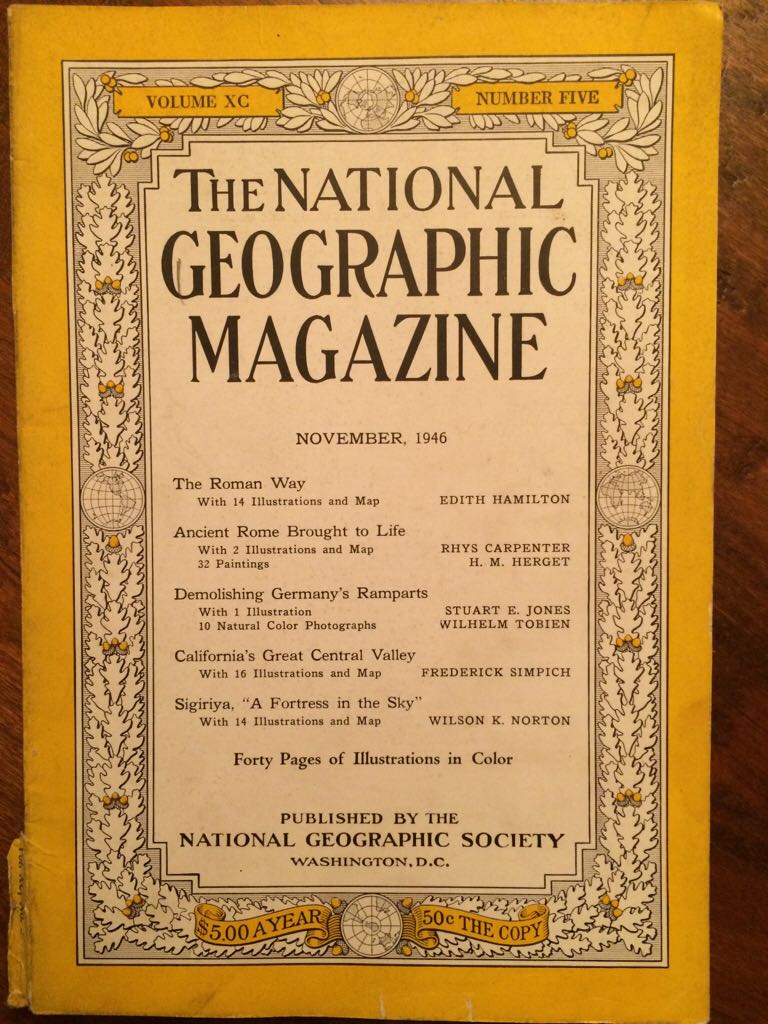 VOLUME XC NUMBER FIVE
THE NATIONAL
GEOGRAPHIC
MAGAZINE
NOVEMBER, 1946
The Roman Way
With 14 Illustrations and Map EDITH HAMILTON
Ancient Rome Brought to Life
With 2 Illustrations and Map RHYS CARPENTER
32 Paintings H. M. HERGET
Demolishing Germany's Ramparts
With 1 Illustration STUART E. JONES
10 Natural Color Photographs WILHELM TOBIEN
California's Great Central Valley
With 16 Illustrations and Map FREDERICK SIMPICH
Sigiriya, "A Fortress in the Sky"
With 14 Illustrations and Map WILSON K. NORTON
Forty Pages of Illustrations in Color
PUBLISHED BY THE
NATIONAL GEOGRAPHIC SOCIETY
WASHINGTON, D.C.
$5.00 A YEAR 50c THE COPY